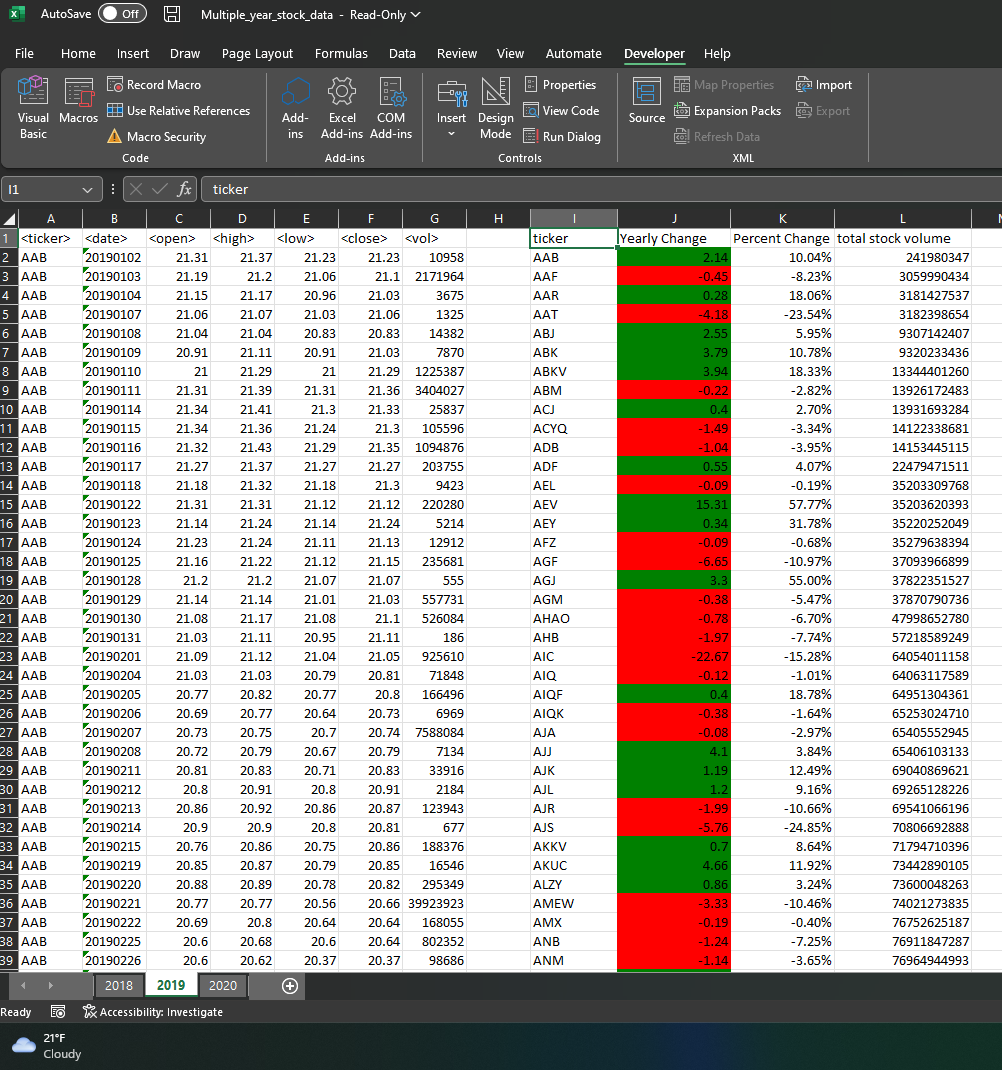 AutoSave Off Multiple_year_stock_data - Read-Only
File Home Insert Draw Page Layout Formulas Data Review View Automate Developer Help
Visual Basic
Macros
Record Macro
Use Relative References
Macro Security
Code
Add-ins
Excel Add-ins
COM Add-ins
Add-ins
Insert
Design Mode
Properties
View Code
Run Dialog
Controls
Source
Map Properties
Expansion Packs
Refresh Data
Import
Export
XML
I1 fx ticker
A B C D E F G H I J K L
1 <ticker> <date> <open> <high> <low> <close> <vol> ticker Yearly Change Percent Change total stock volume
2 AAB 20190102 21.31 21.37 21.23 21.23 10958 AAB 2.14 10.04% 241980347
3 AAB 20190103 21.19 21.2 21.06 21.1 2171964 AAF -0.45 -8.23% 3059990434
4 AAB 20190104 21.15 21.17 20.96 21.03 3675 AAR 0.28 18.06% 3181427537
5 AAB 20190107 21.06 21.07 21.03 21.06 1325 AAT -4.18 -23.54% 3182398654
6 AAB 20190108 21.04 21.04 20.83 20.83 14382 ABJ 2.55 5.95% 9307142407
7 AAB 20190109 20.91 21.11 20.91 21.03 7870 ABK 3.79 10.78% 9320233436
8 AAB 20190110 21 21.29 21 21.29 1225387 ABKV 3.94 18.33% 13344401260
9 AAB 20190111 21.31 21.39 21.31 21.36 3404027 ABM -0.22 -2.82% 13926172483
10 AAB 20190114 21.34 21.41 21.3 21.33 25837 ACJ 0.4 2.70% 13931693284
11 AAB 20190115 21.34 21.36 21.24 21.3 105596 ACYQ -1.49 -3.34% 14122338681
12 AAB 20190116 21.32 21.43 21.29 21.35 1094876 ADB -1.04 -3.95% 14153445115
13 AAB 20190117 21.27 21.37 21.27 21.27 203755 ADF 0.55 4.07% 22479471511
14 AAB 20190118 21.18 21.32 21.18 21.3 9423 AEL -0.09 -0.19% 35203309768
15 AAB 20190122 21.31 21.31 21.12 21.12 220280 AEV 15.31 57.77% 35203620393
16 AAB 20190123 21.14 21.24 21.14 21.24 5214 AEY 0.34 31.78% 35220252049
17 AAB 20190124 21.23 21.24 21.11 21.13 12912 AFZ -0.09 -0.68% 35279638394
18 AAB 20190125 21.16 21.22 21.12 21.15 235681 AGF -6.65 -10.97% 37093966899
19 AAB 20190128 21.2 21.2 21.07 21.07 555 AGJ 3.3 55.00% 37822351527
20 AAB 20190129 21.14 21.14 21.01 21.03 557731 AGM -0.38 -5.47% 37870790736
21 AAB 20190130 21.08 21.17 21.08 21.1 526084 AHAO -0.78 -6.70% 47998652780
22 AAB 20190131 21.03 21.11 20.95 21.11 186 AHB -1.97 -7.74% 57218589249
23 AAB 20190201 21.09 21.12 21.04 21.05 925610 AIC -22.67 -15.28% 64054011158
24 AAB 20190204 21.03 21.03 20.79 20.81 71848 AIQ -0.12 -1.01% 64063117589
25 AAB 20190205 20.77 20.82 20.77 20.8 166496 AIQF 0.4 18.78% 64951304361
26 AAB 20190206 20.69 20.77 20.64 20.73 6969 AIQK -0.38 -1.64% 65253024710
27 AAB 20190207 20.73 20.75 20.7 20.74 7588084 AJA -0.08 -2.97% 65405552945
28 AAB 20190208 20.72 20.79 20.67 20.79 7134 AJJ 4.1 3.84% 65406103133
29 AAB 20190211 20.81 20.83 20.71 20.83 33916 AJK 1.19 12.49% 69040869621
30 AAB 20190212 20.8 20.91 20.8 20.91 2184 AJL 1.2 9.16% 69265128226
31 AAB 20190213 20.86 20.92 20.86 20.87 123943 AJR -1.99 -10.66% 69541066196
32 AAB 20190214 20.9 20.9 20.8 20.81 677 AJS -5.76 -24.85% 70806692888
33 AAB 20190215 20.76 20.86 20.75 20.86 188376 AKKV 0.7 8.64% 71794710396
34 AAB 20190219 20.85 20.87 20.79 20.85 16546 AKUC 4.66 11.92% 73442890105
35 AAB 20190220 20.88 20.89 20.78 20.82 295349 ALZY 0.86 3.24% 73600048263
36 AAB 20190221 20.77 20.77 20.56 20.66 39923923 AMEW -3.33 -10.46% 74021273835
37 AAB 20190222 20.69 20.8 20.64 20.64 168055 AMX -0.19 -0.40% 76752625187
38 AAB 20190225 20.6 20.68 20.6 20.64 802352 ANB -1.24 -7.25% 76911847287
39 AAB 20190226 20.6 20.62 20.37 20.37 98686 ANM -1.14 -3.65% 76964944993
2018 2019 2020
Ready Accessibility: Investigate
21°F
Cloudy